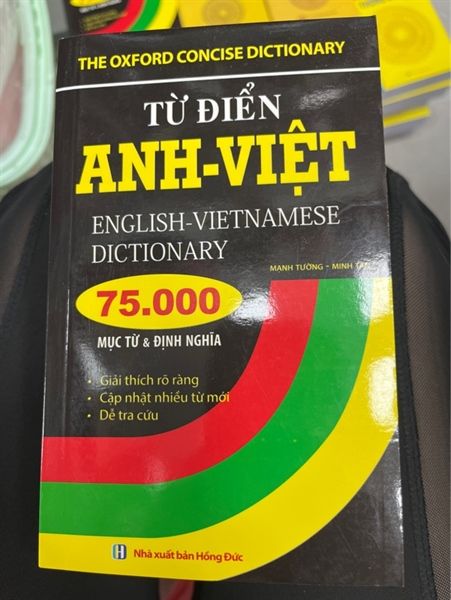 THE OXFORD CONCISE DICTIONARY
TỪ ĐIỂN
ANH-VIỆT
ENGLISH-VIETNAMESE
DICTIONARY
MẠNH TƯỜNG - MINH
75.000
MỤC TỪ & ĐỊNH NGHĨA
• Giải thích rõ ràng
• Cập nhật nhiều từ mới
• Dễ tra cứu
Nhà xuất bản Hồng Đức